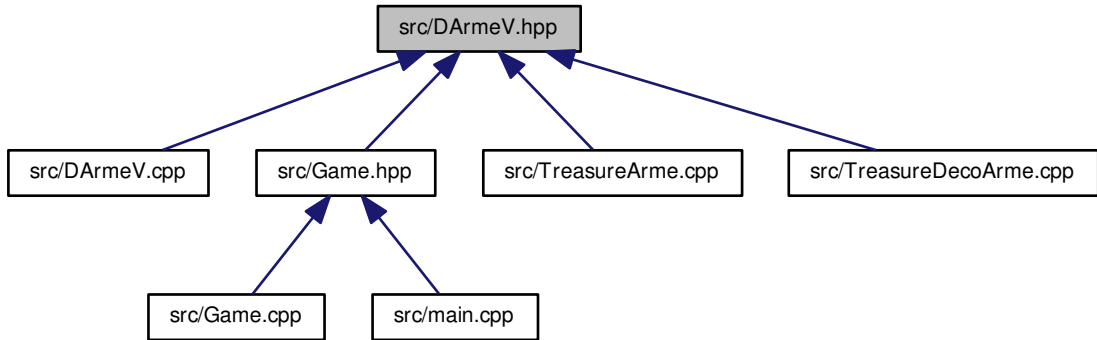 src/DArmeV.hpp
src/DArmeV.cpp
src/Game.hpp
src/TreasureArme.cpp
src/TreasureDecoArme.cpp
src/Game.cpp
src/main.cpp